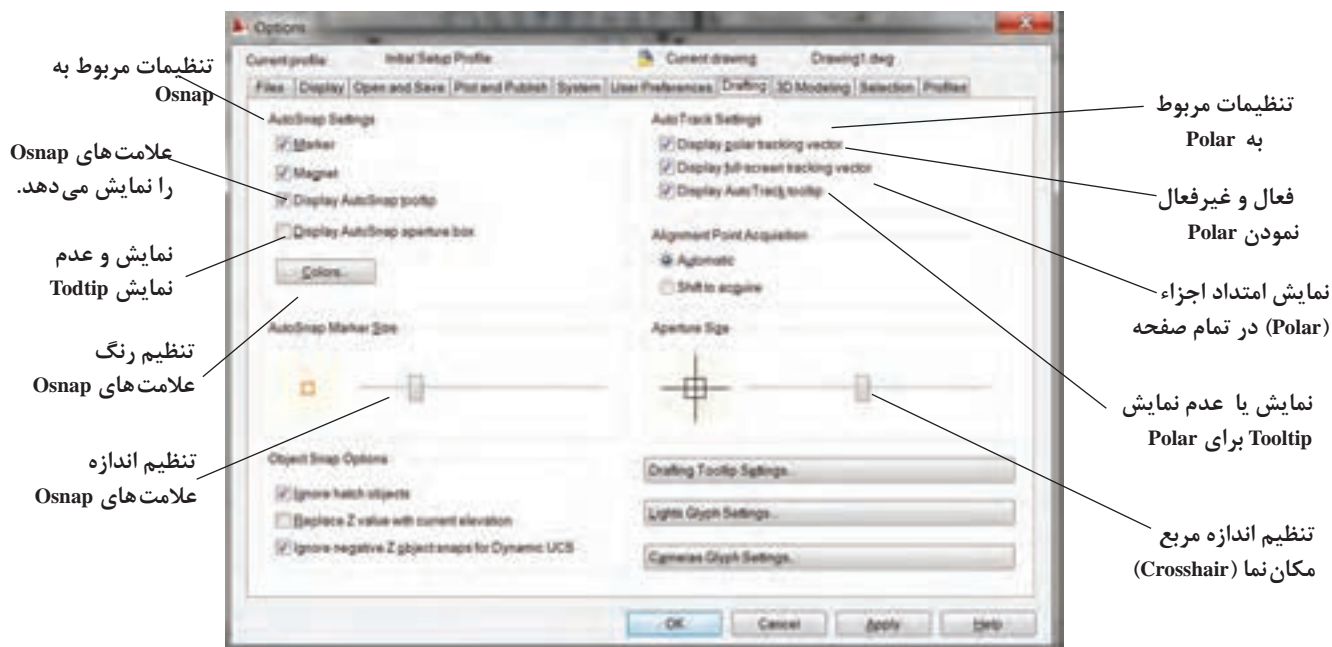 Options
Current profile: Initial Setup Profile Current drawing: Drawing1.dwg
Files Display Open and Save Plot and Publish System User Preferences Drafting 3D Modeling Selection Profiles
AutoSnap Settings
Marker
Magnet
Display AutoSnap tooltip
Display AutoSnap aperture box
Colors...
AutoSnap Marker Size
Object Snap Options
Ignore hatch objects
Replace Z value with current elevation
Ignore negative Z object snaps for Dynamic UCS
AutoTrack Settings
Display polar tracking vector
Display full-screen tracking vector
Display AutoTrack tooltip
Alignment Point Acquisition
Automatic
Shift to acquire
Aperture Size
Drafting Tooltip Settings...
Lights Glyph Settings...
Cameras Glyph Settings...
OK Cancel Apply Help
تنظیمات مربوط به
Osnap
علامت‌های Osnap
را نمایش می‌دهد.
نمایش و عدم
نمایش Todtip
تنظیم رنگ
علامت‌های Osnap
تنظیم اندازه
علامت‌های Osnap
تنظیمات مربوط
به Polar
فعال و غیرفعال
نمودن Polar
نمایش امتداد اجزاء
(Polar) در تمام صفحه
نمایش یا عدم نمایش
Tooltip برای Polar
تنظیم اندازه مربع
مکان‌نما (Crosshair)